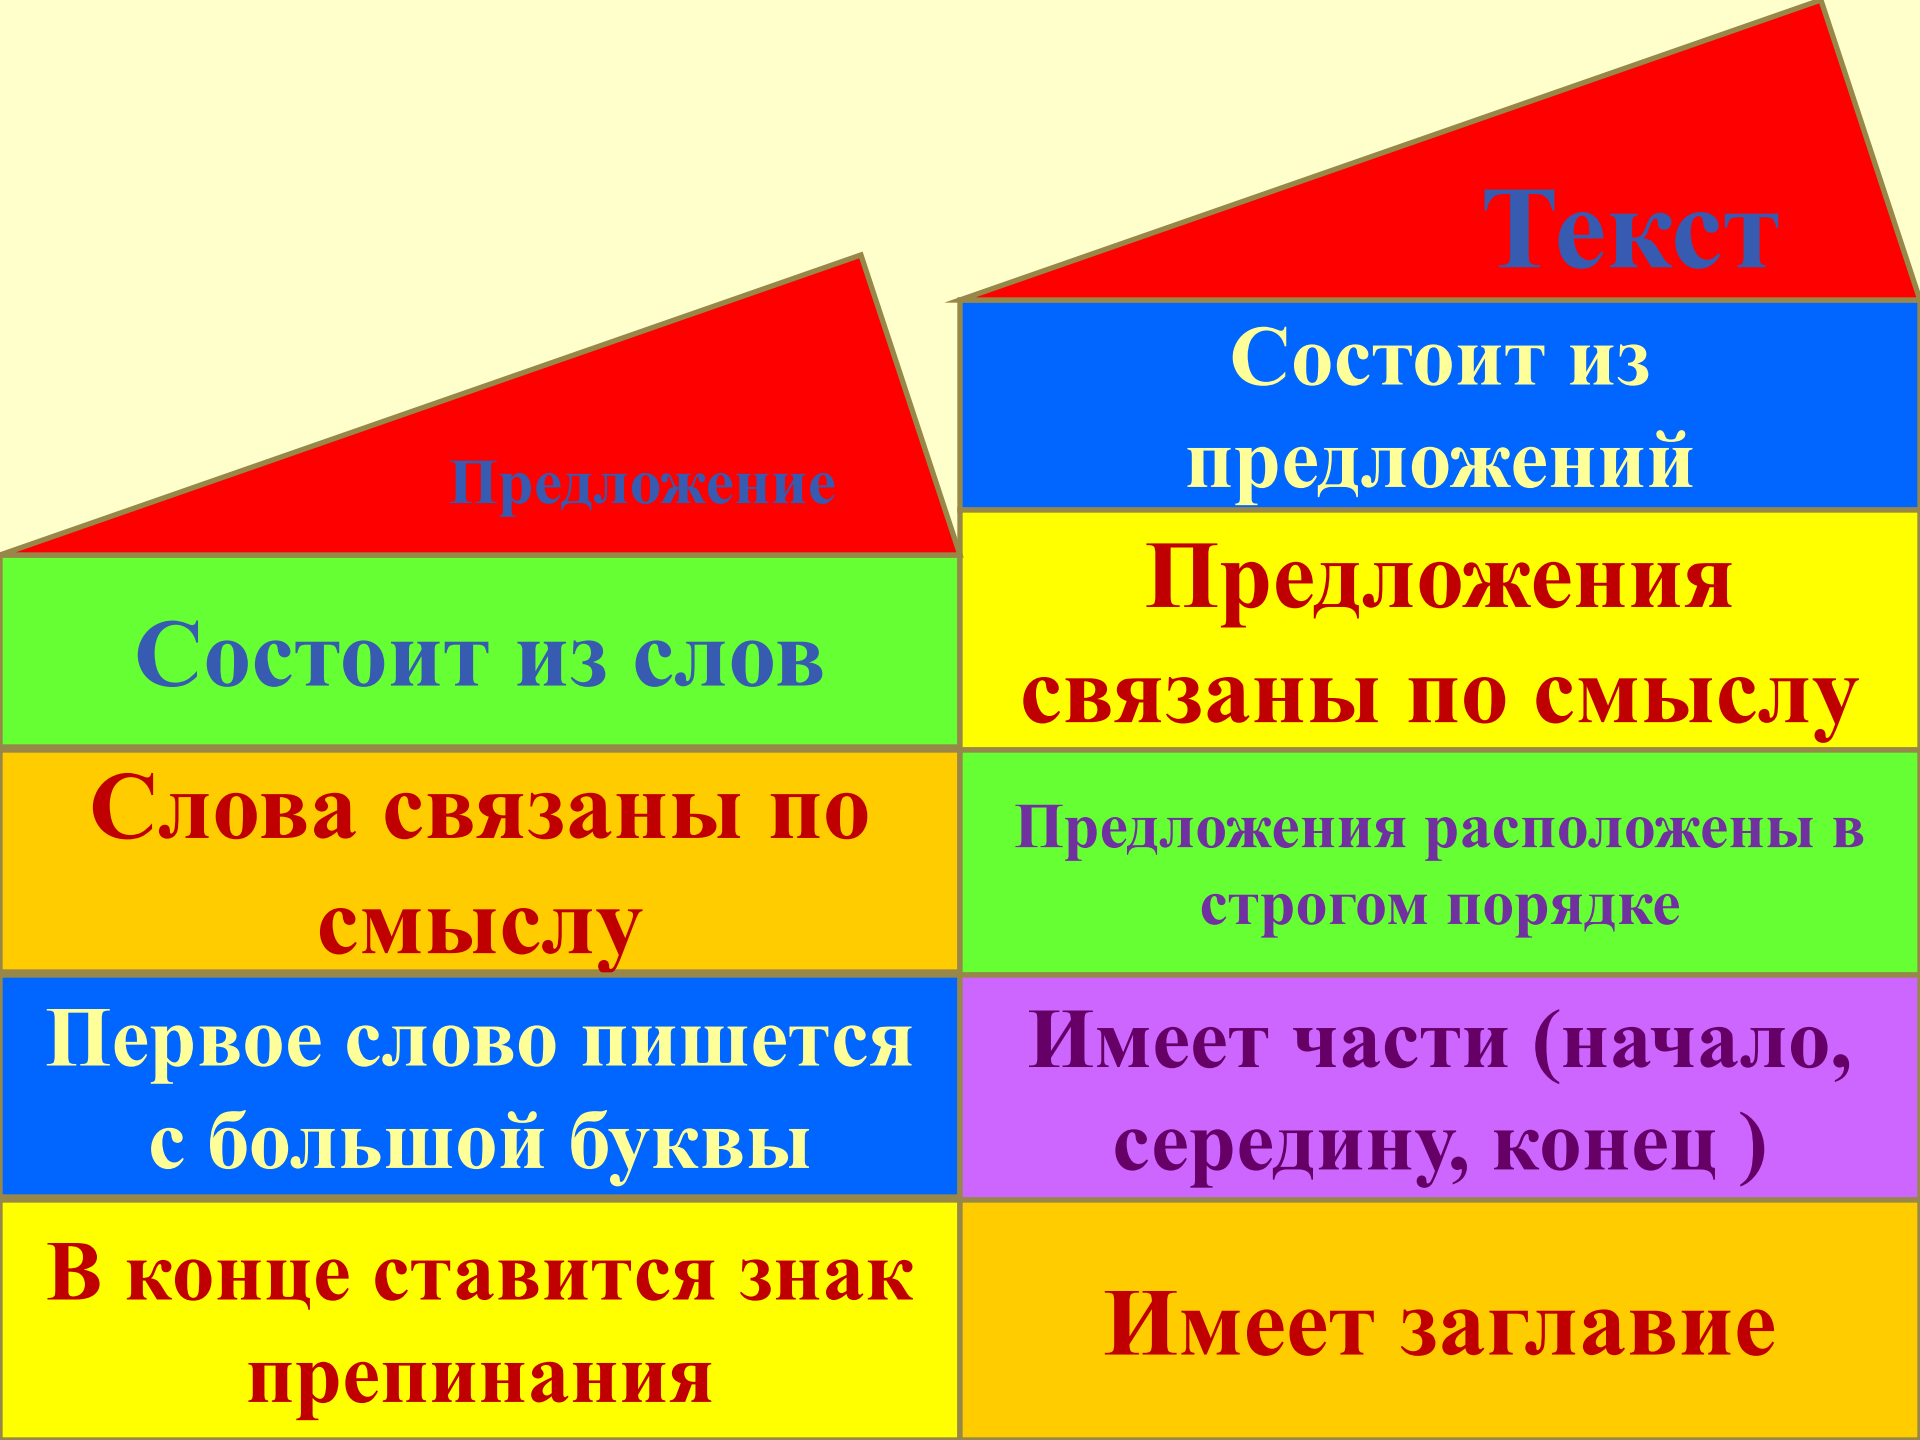 Предложение
Состоит из слов
Слова связаны по
смыслу
Первое слово пишется
с большой буквы
В конце ставится знак
препинания
Текст
Состоит из
предложений
Предложения
связаны по смыслу
Предложения расположены в
строгом порядке
Имеет части (начало,
середину, конец )
Имеет заглавие